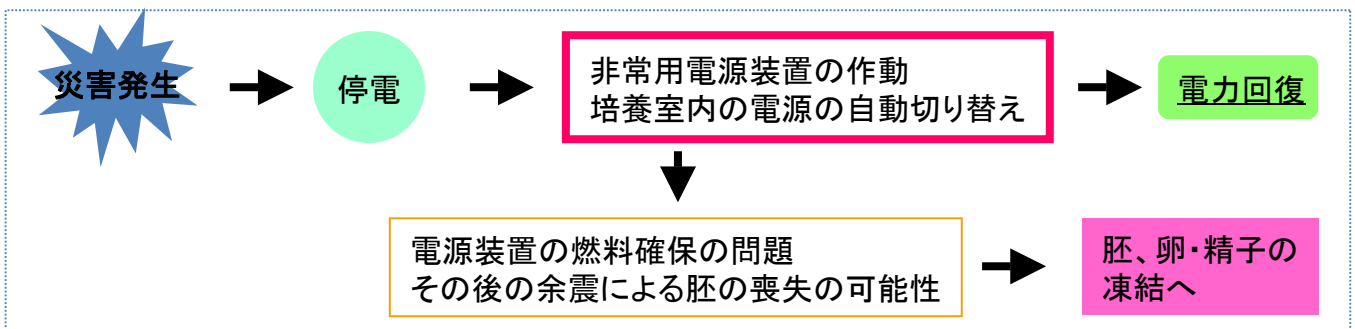 災害発生
停電
非常用電源装置の作動
培養室内の電源の自動切り替え
電力回復
電源装置の燃料確保の問題
その後の余震による胚の喪失の可能性
胚、卵・精子の
凍結へ